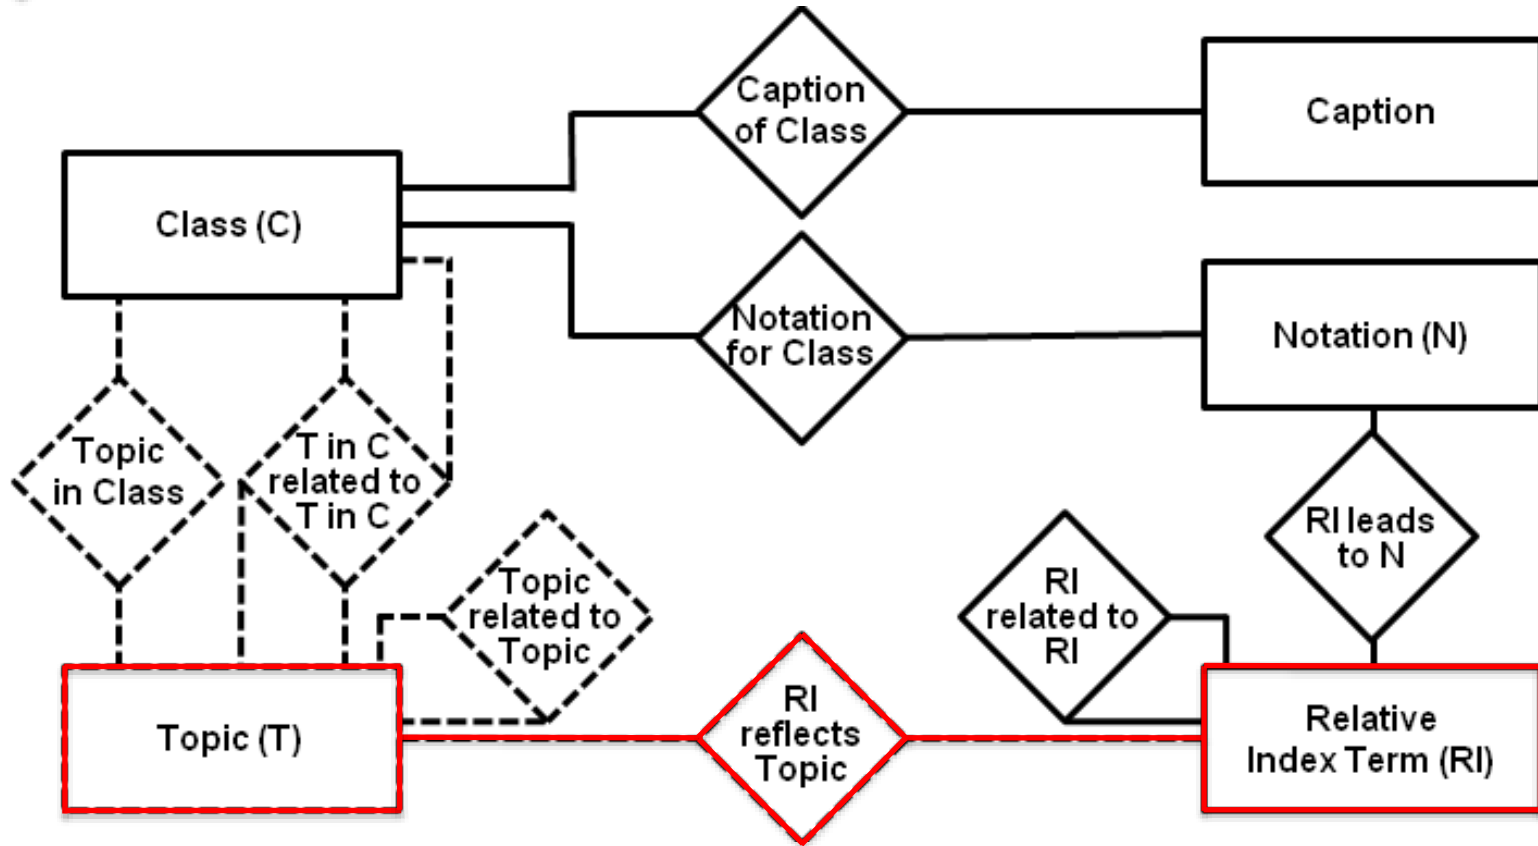 Caption
of Class
Caption
Class (C)
Notation
for Class
Notation (N)
Topic
in Class
T in C
related to
T in C
RI leads
to N
Topic
related to
Topic
RI
related to
RI
Topic (T)
RI
reflects
Topic
Relative
Index Term (RI)